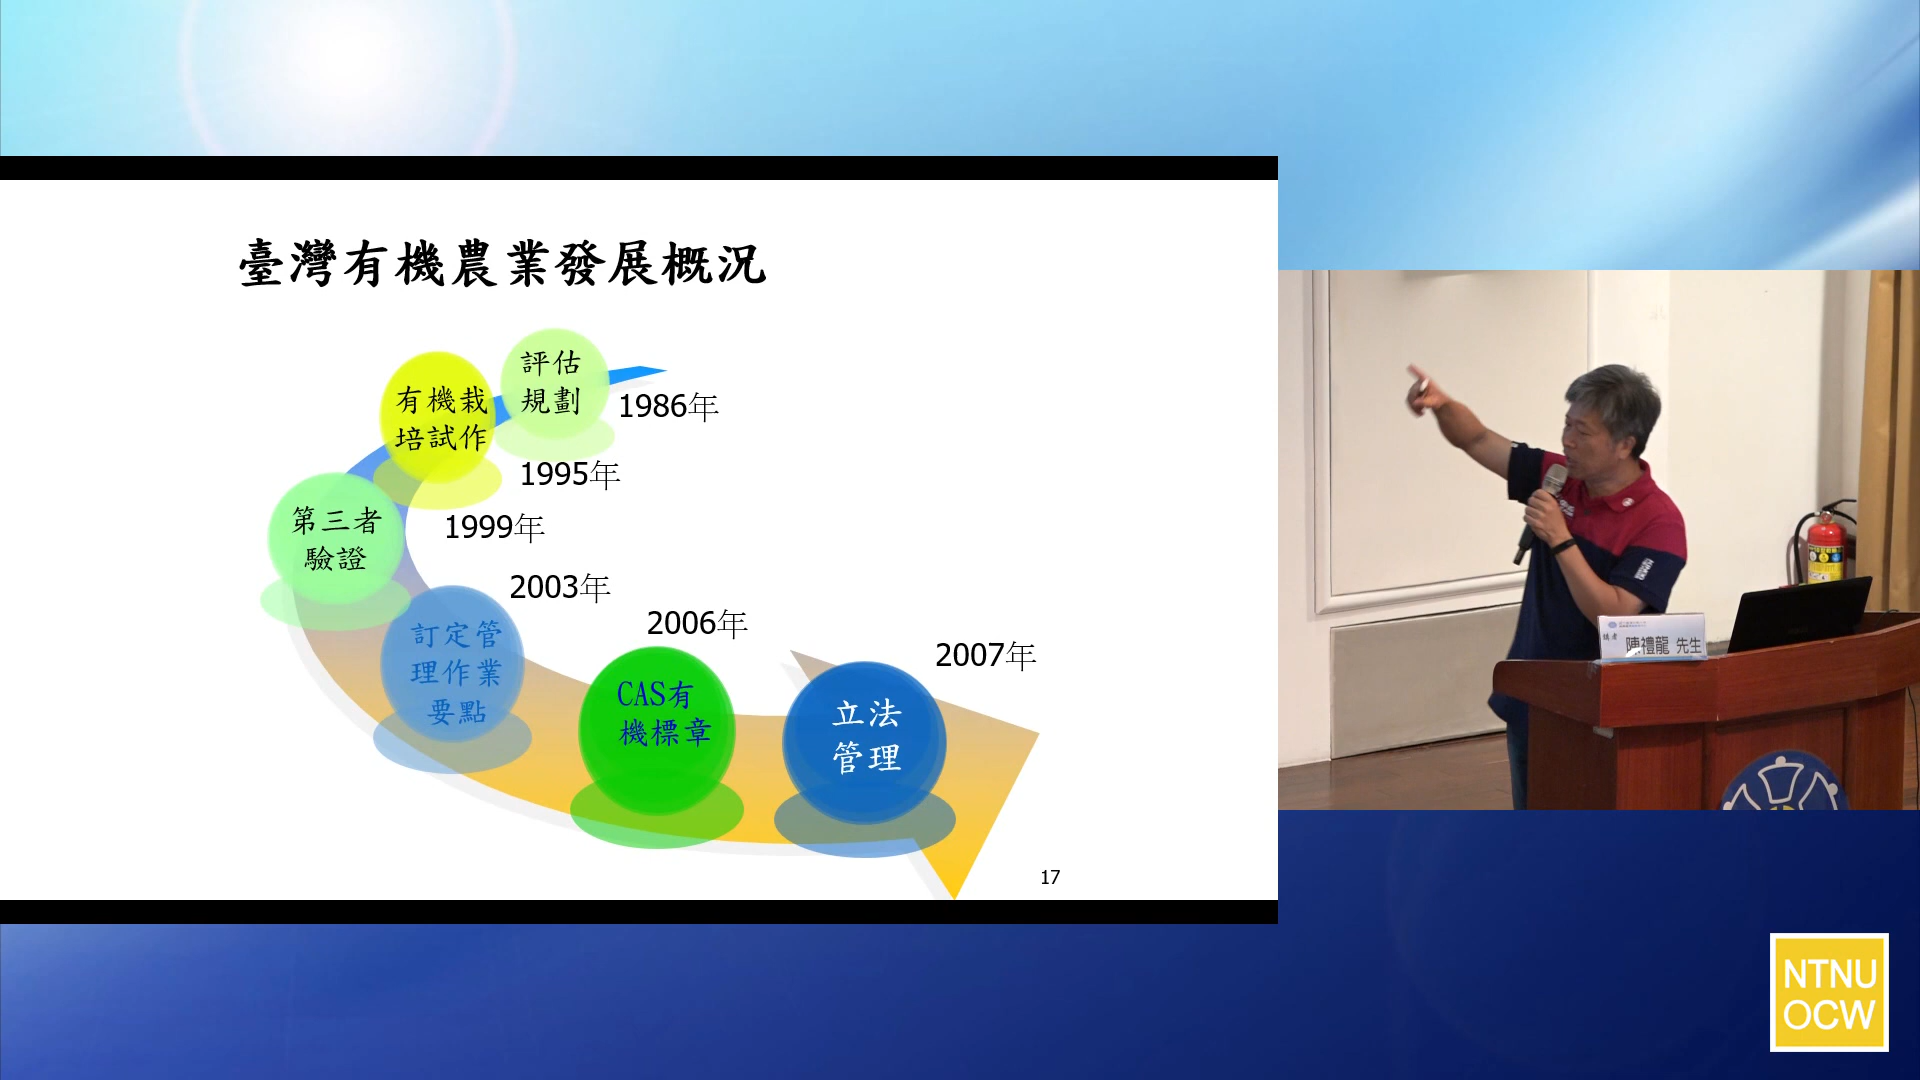 臺灣有機農業發展概況
評估
規劃
1986年
有機栽
培試作
1995年
第三者
驗證
1999年
訂定管
理作業
要點
2003年
CAS有
機標章
2006年
立法
管理
2007年
17
講者
陳禮龍 先生
NTNU
OCW